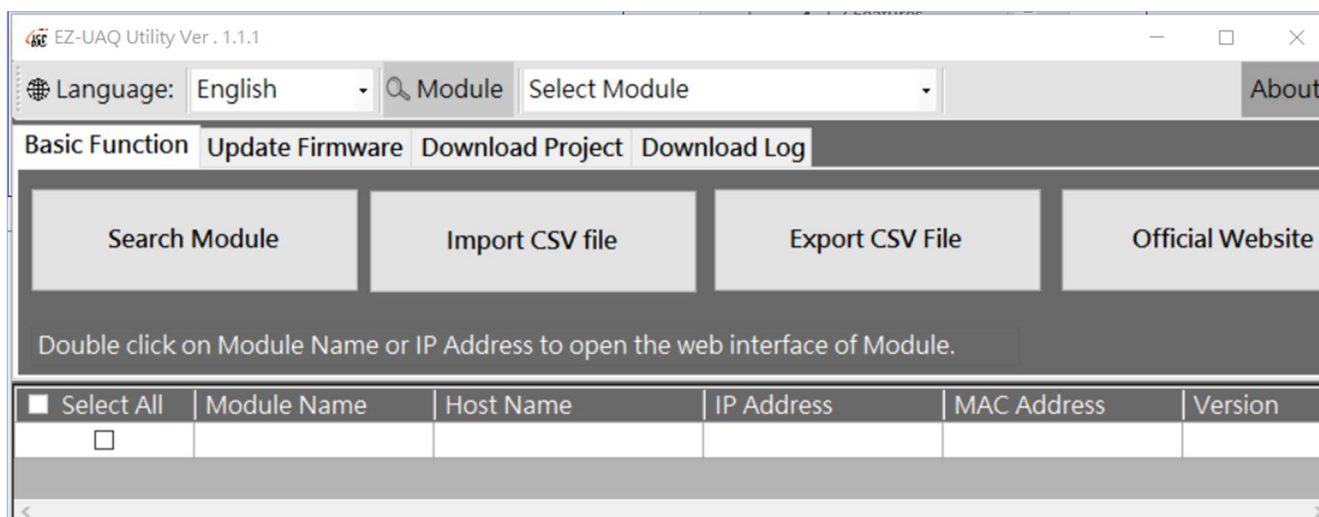 EZ-UAQ Utility Ver . 1.1.1
Language: English Module Select Module About
Basic Function Update Firmware Download Project Download Log
Search Module Import CSV file Export CSV File Official Website
Double click on Module Name or IP Address to open the web interface of Module.
Select All Module Name Host Name IP Address MAC Address Version